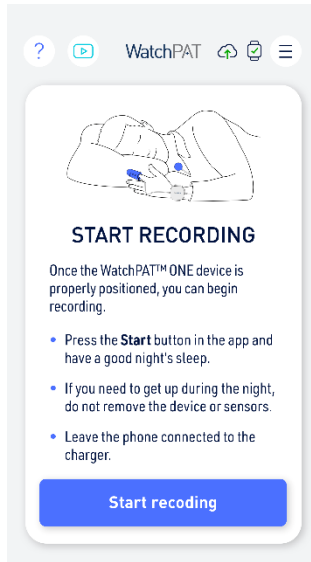 ?
WatchPAT
START RECORDING
Once the WatchPAT™ ONE device is
properly positioned, you can begin
recording.
• Press the Start button in the app and
have a good night's sleep.
• If you need to get up during the night,
do not remove the device or sensors.
• Leave the phone connected to the
charger.
Start recoding